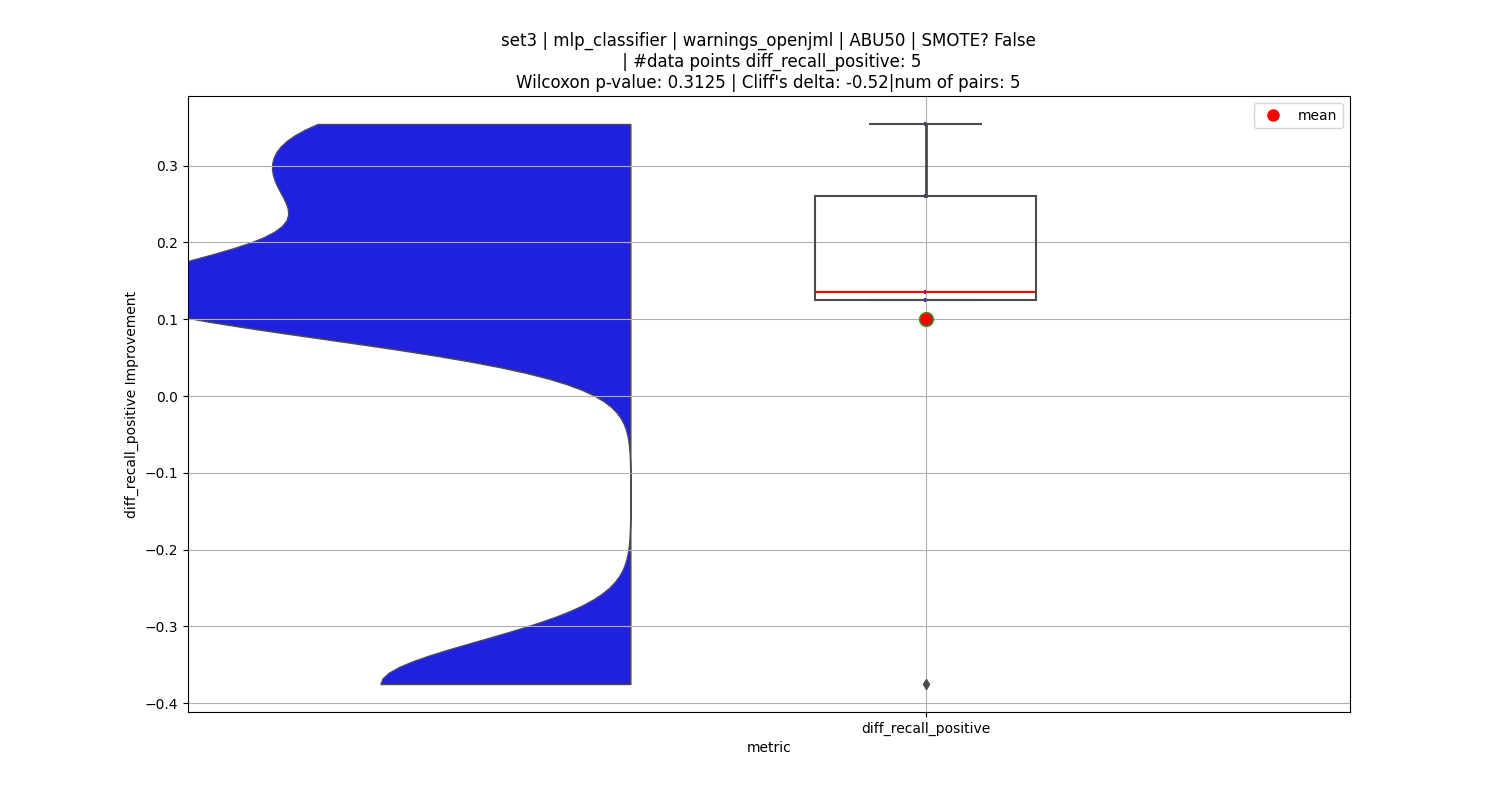 set3 | mlp_classifier | warnings_openjml | ABU50 | SMOTE? False
| #data points diff_recall_positive: 5
Wilcoxon p-value: 0.3125 | Cliff's delta: -0.52|num of pairs: 5
mean
0.3
0.2
0.1
0.0
−0.1
−0.2
−0.3
−0.4
diff_recall_positive Improvement
diff_recall_positive
metric